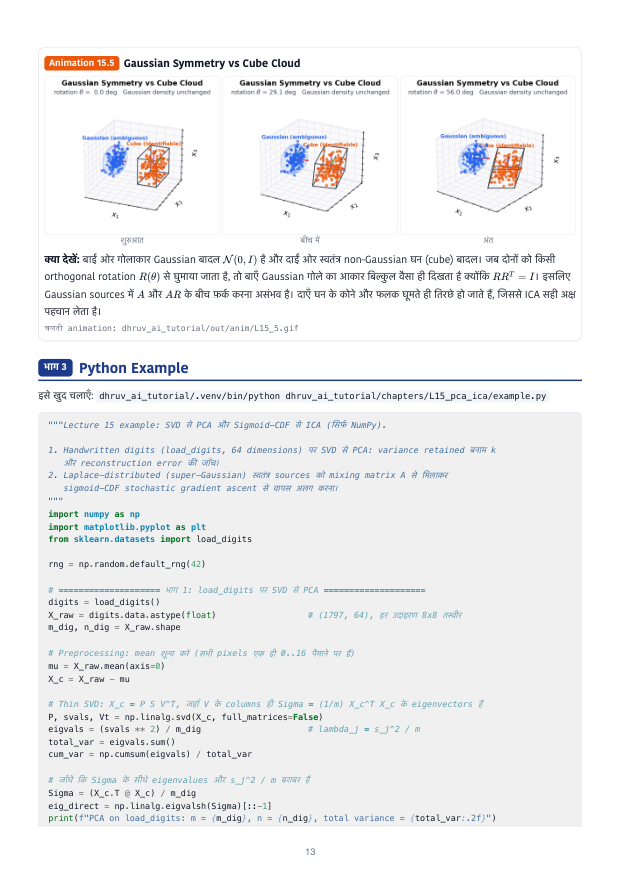 Animation 15.5 Gaussian Symmetry vs Cube Cloud
Gaussian Symmetry vs Cube Cloud
rotation θ = 0.0 deg Gaussian density unchanged
Gaussian (ambiguous)
Cube (identifiable)
X₁
X₂
X₃
Gaussian Symmetry vs Cube Cloud
rotation θ = 29.1 deg Gaussian density unchanged
Gaussian (ambiguous)
Cube (identifiable)
X₁
X₂
X₃
Gaussian Symmetry vs Cube Cloud
rotation θ = 56.0 deg Gaussian density unchanged
Gaussian (ambiguous)
Cube (identifiable)
X₁
X₂
X₃
शुरुआत
बीच में
अंत
क्या देखें: बाईं ओर गोलाकार Gaussian बादल 𝒩(0, I) है और दाईं ओर स्वतंत्र non-Gaussian घन (cube) बादल। जब दोनों को किसी
orthogonal rotation R(θ) से घुमाया जाता है, तो बाएँ Gaussian गोले का आकार बिल्कुल वैसा ही दिखता है क्योंकि RRᵀ = I। इसलिए
Gaussian sources में A और AR के बीच फ़र्क करना असंभव है। दाएँ घन के कोने और फलक घूमते ही तिरछे हो जाते हैं, जिससे ICA सही अक्ष
पहचान लेता है।
चलती animation: dhruv_ai_tutorial/out/anim/L15_5.gif
भाग 3 Python Example
इसे खुद चलाएँ: dhruv_ai_tutorial/.venv/bin/python dhruv_ai_tutorial/chapters/L15_pca_ica/example.py
"""Lecture 15 example: SVD से PCA और Sigmoid-CDF से ICA (सिर्फ़ NumPy).
1. Handwritten digits (load_digits, 64 dimensions) पर SVD से PCA: variance retained बनाम k
और reconstruction error की जाँच।
2. Laplace-distributed (super-Gaussian) स्वतंत्र sources को mixing matrix A से मिलाकर
sigmoid-CDF stochastic gradient ascent से वापस अलग करना।
"""
import numpy as np
import matplotlib.pyplot as plt
from sklearn.datasets import load_digits
rng = np.random.default_rng(42)
# ==================== भाग 1: load_digits पर SVD से PCA ====================
digits = load_digits()
X_raw = digits.data.astype(float) # (1797, 64), हर उदाहरण 8x8 तस्वीर
m_dig, n_dig = X_raw.shape
# Preprocessing: mean शून्य करें (सभी pixels एक ही 0..16 पैमाने पर हैं)
mu = X_raw.mean(axis=0)
X_c = X_raw − mu
# Thin SVD: X_c = P S V^T, जहाँ V के columns ही Sigma = (1/m) X_c^T X_c के eigenvectors हैं
P, svals, Vt = np.linalg.svd(X_c, full_matrices=False)
eigvals = (svals ** 2) / m_dig # lambda_j = s_j^2 / m
total_var = eigvals.sum()
cum_var = np.cumsum(eigvals) / total_var
# जाँचें कि Sigma के सीधे eigenvalues और s_j^2 / m बराबर हैं
Sigma = (X_c.T @ X_c) / m_dig
eig_direct = np.linalg.eigvalsh(Sigma)[::−1]
print(f"PCA on load_digits: m = {m_dig}, n = {n_dig}, total variance = {total_var:.2f}")
13